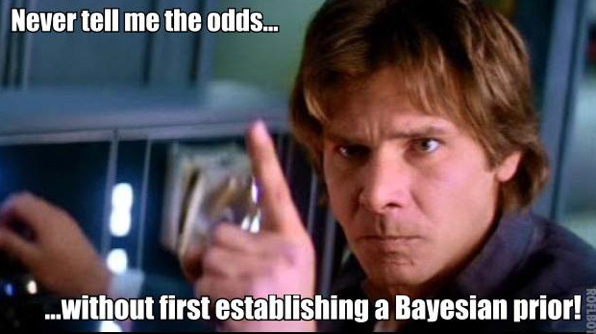 Never tell me the odds...
...without first establishing a Bayesian prior!